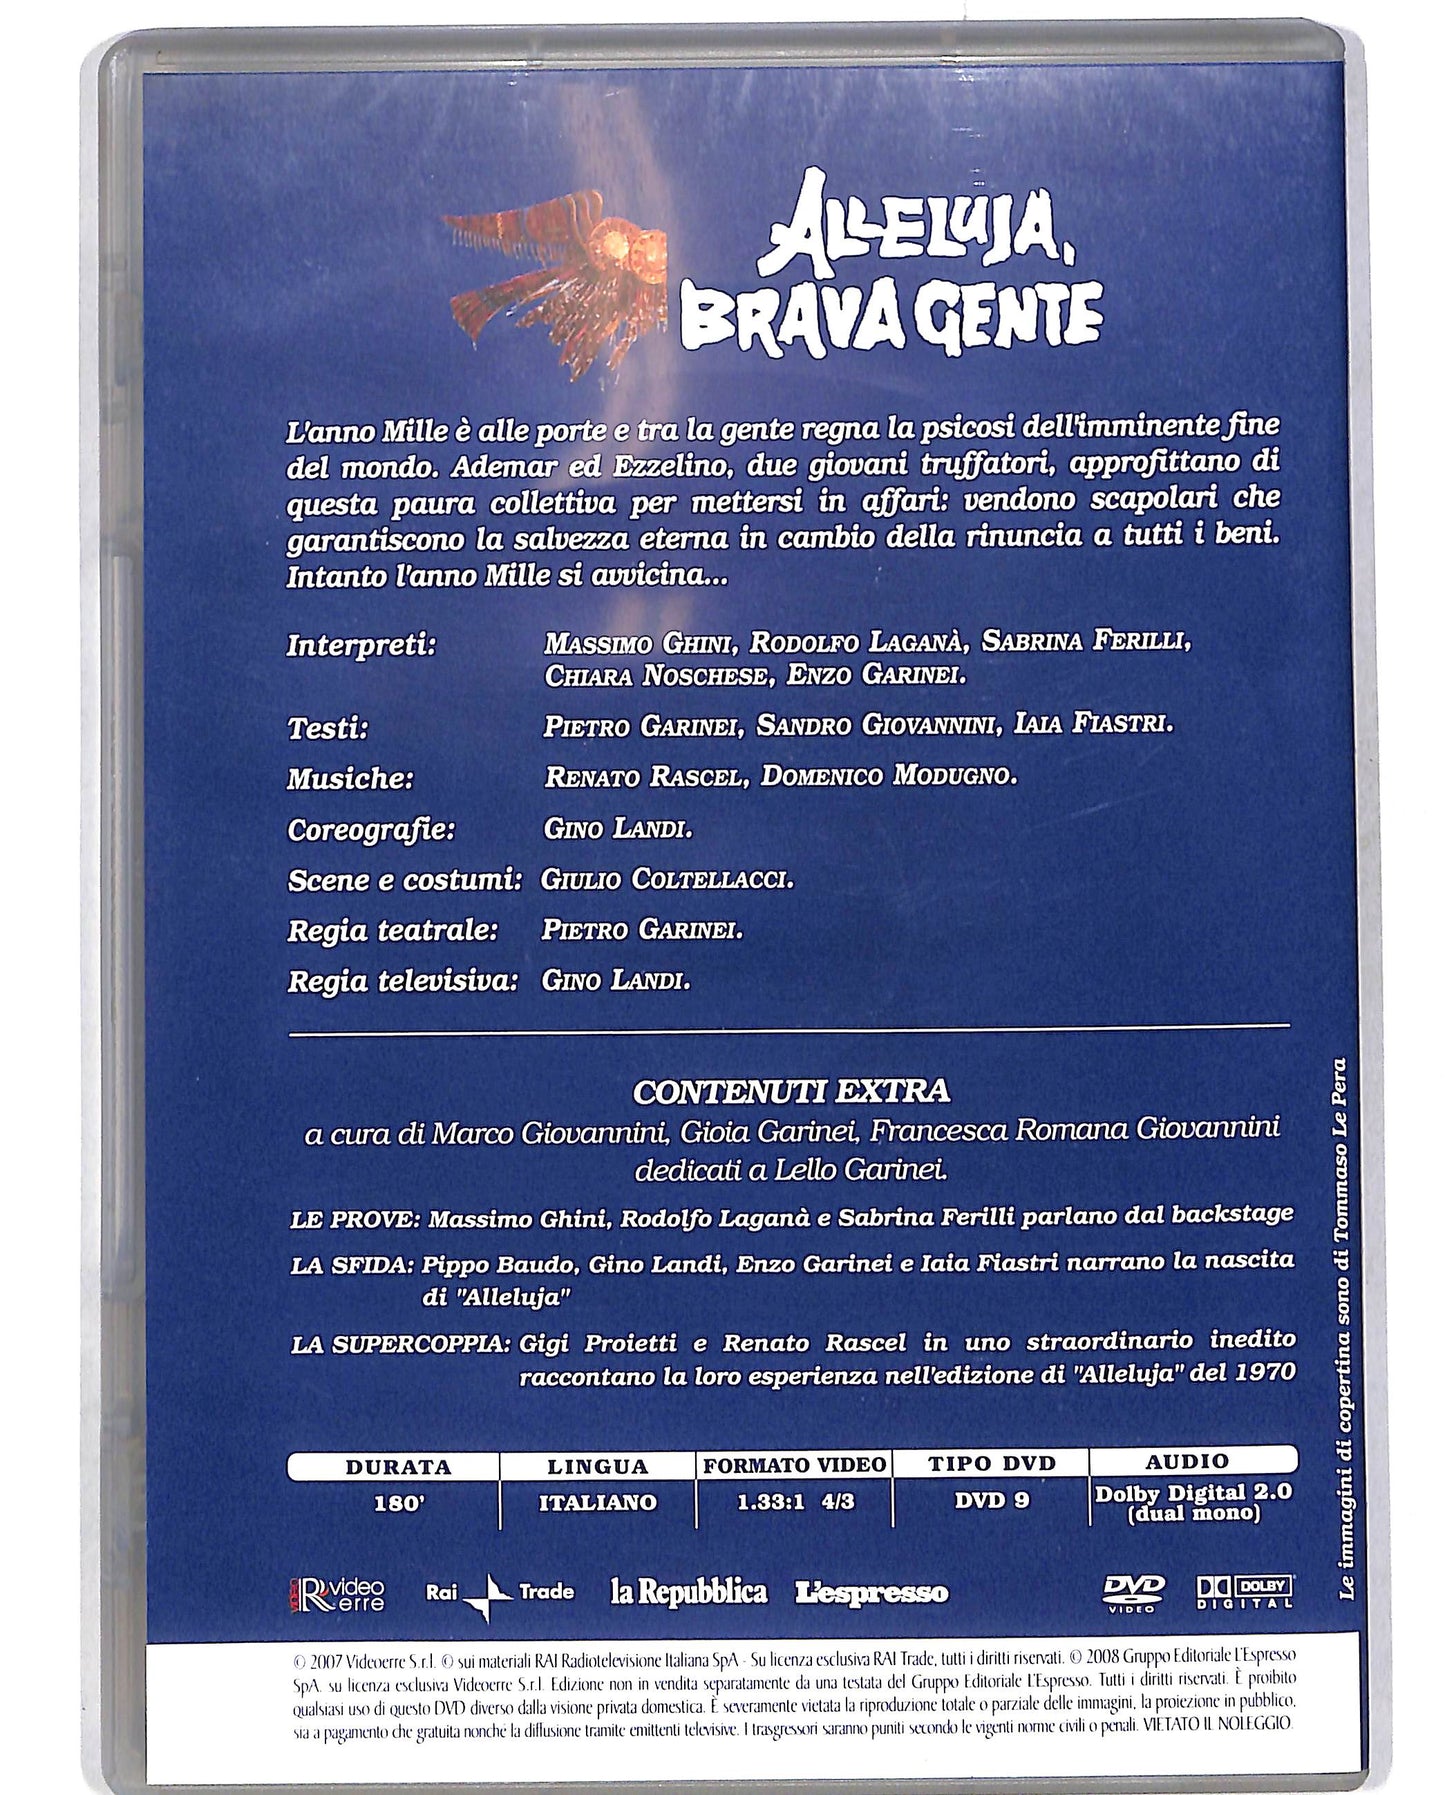 ALLELUJA,
BRAVA GENTE
L'anno Mille è alle porte e tra la gente regna la psicosi dell'imminente fine
del mondo. Ademar ed Ezzelino, due giovani truffatori, approfittano di
questa paura collettiva per mettersi in affari: vendono scapolari che
garantiscono la salvezza eterna in cambio della rinuncia a tutti i beni.
Intanto l'anno Mille si avvicina...
Interpreti: MASSIMO GHINI, RODOLFO LAGANÀ, SABRINA FERILLI,
CHIARA NOSCHESE, ENZO GARINEI.
Testi: PIETRO GARINEI, SANDRO GIOVANNINI, IAIA FIASTRI.
Musiche: RENATO RASCEL, DOMENICO MODUGNO.
Coreografie: GINO LANDI.
Scene e costumi: GIULIO COLTELLACCI.
Regia teatrale: PIETRO GARINEI.
Regia televisiva: GINO LANDI.
CONTENUTI EXTRA
a cura di Marco Giovannini, Gioia Garinei, Francesca Romana Giovannini
dedicati a Lello Garinei.
LE PROVE: Massimo Ghini, Rodolfo Laganà e Sabrina Ferilli parlano dal backstage
LA SFIDA: Pippo Baudo, Gino Landi, Enzo Garinei e Iaia Fiastri narrano la nascita
di "Alleluja"
LA SUPERCOPPIA: Gigi Proietti e Renato Rascel in uno straordinario inedito
raccontano la loro esperienza nell'edizione di "Alleluja" del 1970
DURATA LINGUA FORMATO VIDEO TIPO DVD AUDIO
180' ITALIANO 1.33:1 4/3 DVD 9 Dolby Digital 2.0
(dual mono)
VIDEO R video erre Rai Trade la Repubblica L'espresso DVD VIDEO DOLBY DIGITAL
© 2007 Videoerre S.r.l. © sui materiali RAI Radiotelevisione Italiana SpA - Su licenza esclusiva RAI Trade, tutti i diritti riservati. © 2008 Gruppo Editoriale L'Espresso
SpA. su licenza esclusiva Videoerre S.r.l. Edizione non in vendita separatamente da una testata del Gruppo Editoriale L'Espresso. Tutti i diritti riservati. È proibito
qualsiasi uso di questo DVD diverso dalla visione privata domestica. È severamente vietata la riproduzione totale o parziale delle immagini, la proiezione in pubblico,
sia a pagamento che gratuita nonché la diffusione tramite emittenti televisive. I trasgressori saranno puniti secondo le vigenti norme civili o penali. VIETATO IL NOLEGGIO.
Le immagini di copertina sono di Tommaso Le Pera